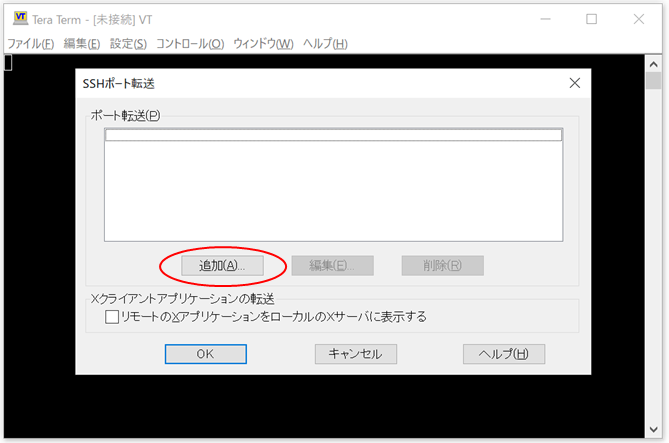 VT Tera Term - [未接続] VT
ファイル(F) 編集(E) 設定(S) コントロール(O) ウィンドウ(W) ヘルプ(H)
SSHポート転送
ポート転送(P)
追加(A)... 編集(E)... 削除(R)
Xクライアントアプリケーションの転送
リモートのXアプリケーションをローカルのXサーバに表示する
OK キャンセル ヘルプ(H)